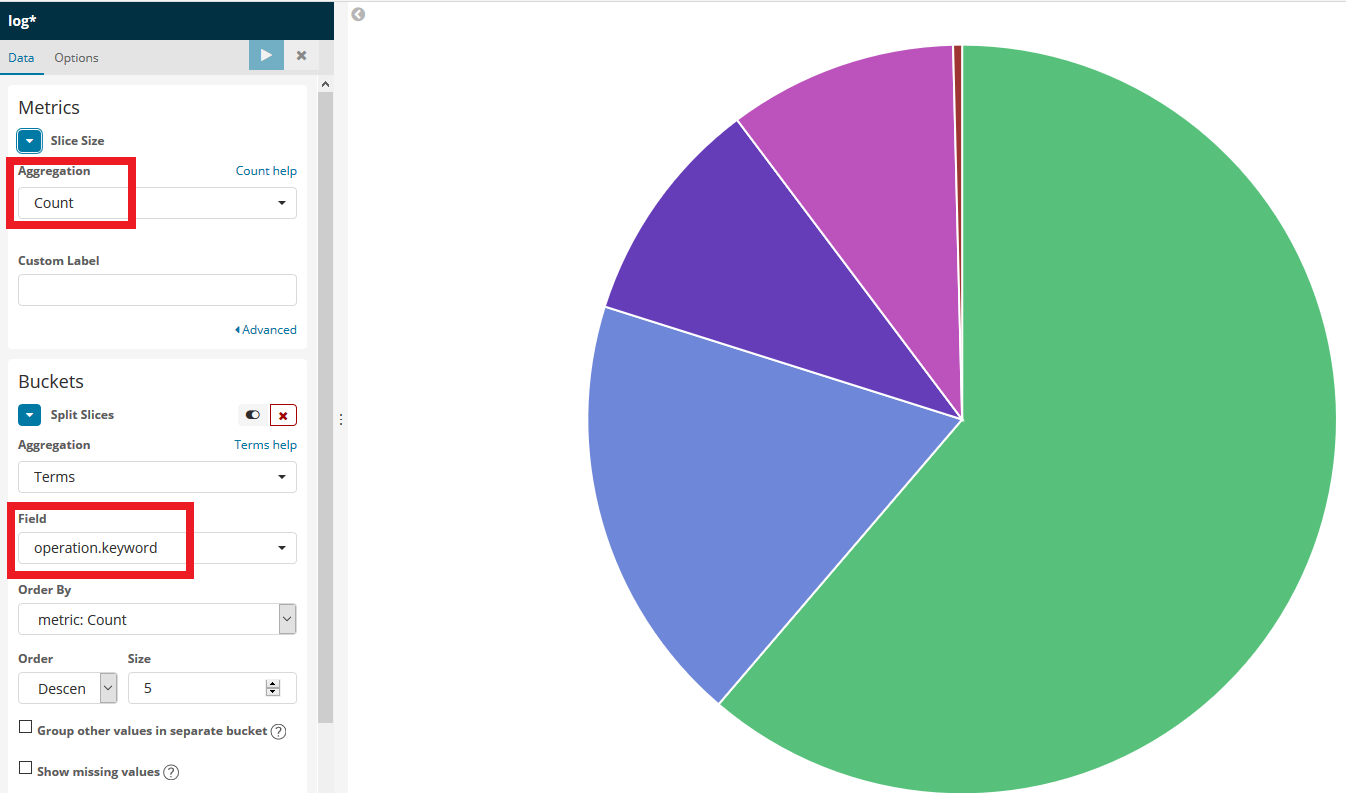 log*
Data Options
Metrics
Slice Size
Aggregation Count help
Count
Custom Label
Advanced
Buckets
Split Slices
Aggregation Terms help
Terms
Field
operation.keyword
Order By
metric: Count
Order Size
Descen 5
Group other values in separate bucket ?
Show missing values ?